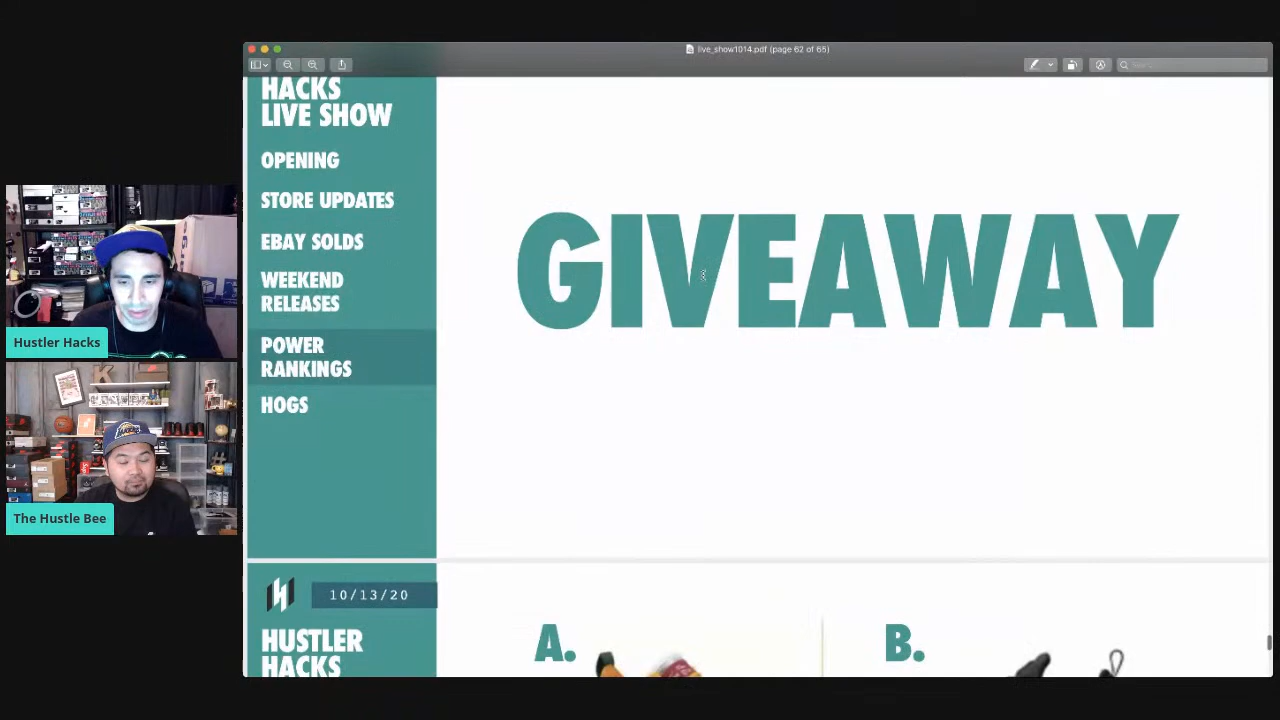 live_show1014.pdf (page 62 of 65)
HACKS
LIVE SHOW
OPENING
STORE UPDATES
EBAY SOLDS
WEEKEND
RELEASES
POWER
RANKINGS
HOGS
GIVEAWAY
Hustler Hacks
The Hustle Bee
10/13/20
HUSTLER
HACKS
A.
B.